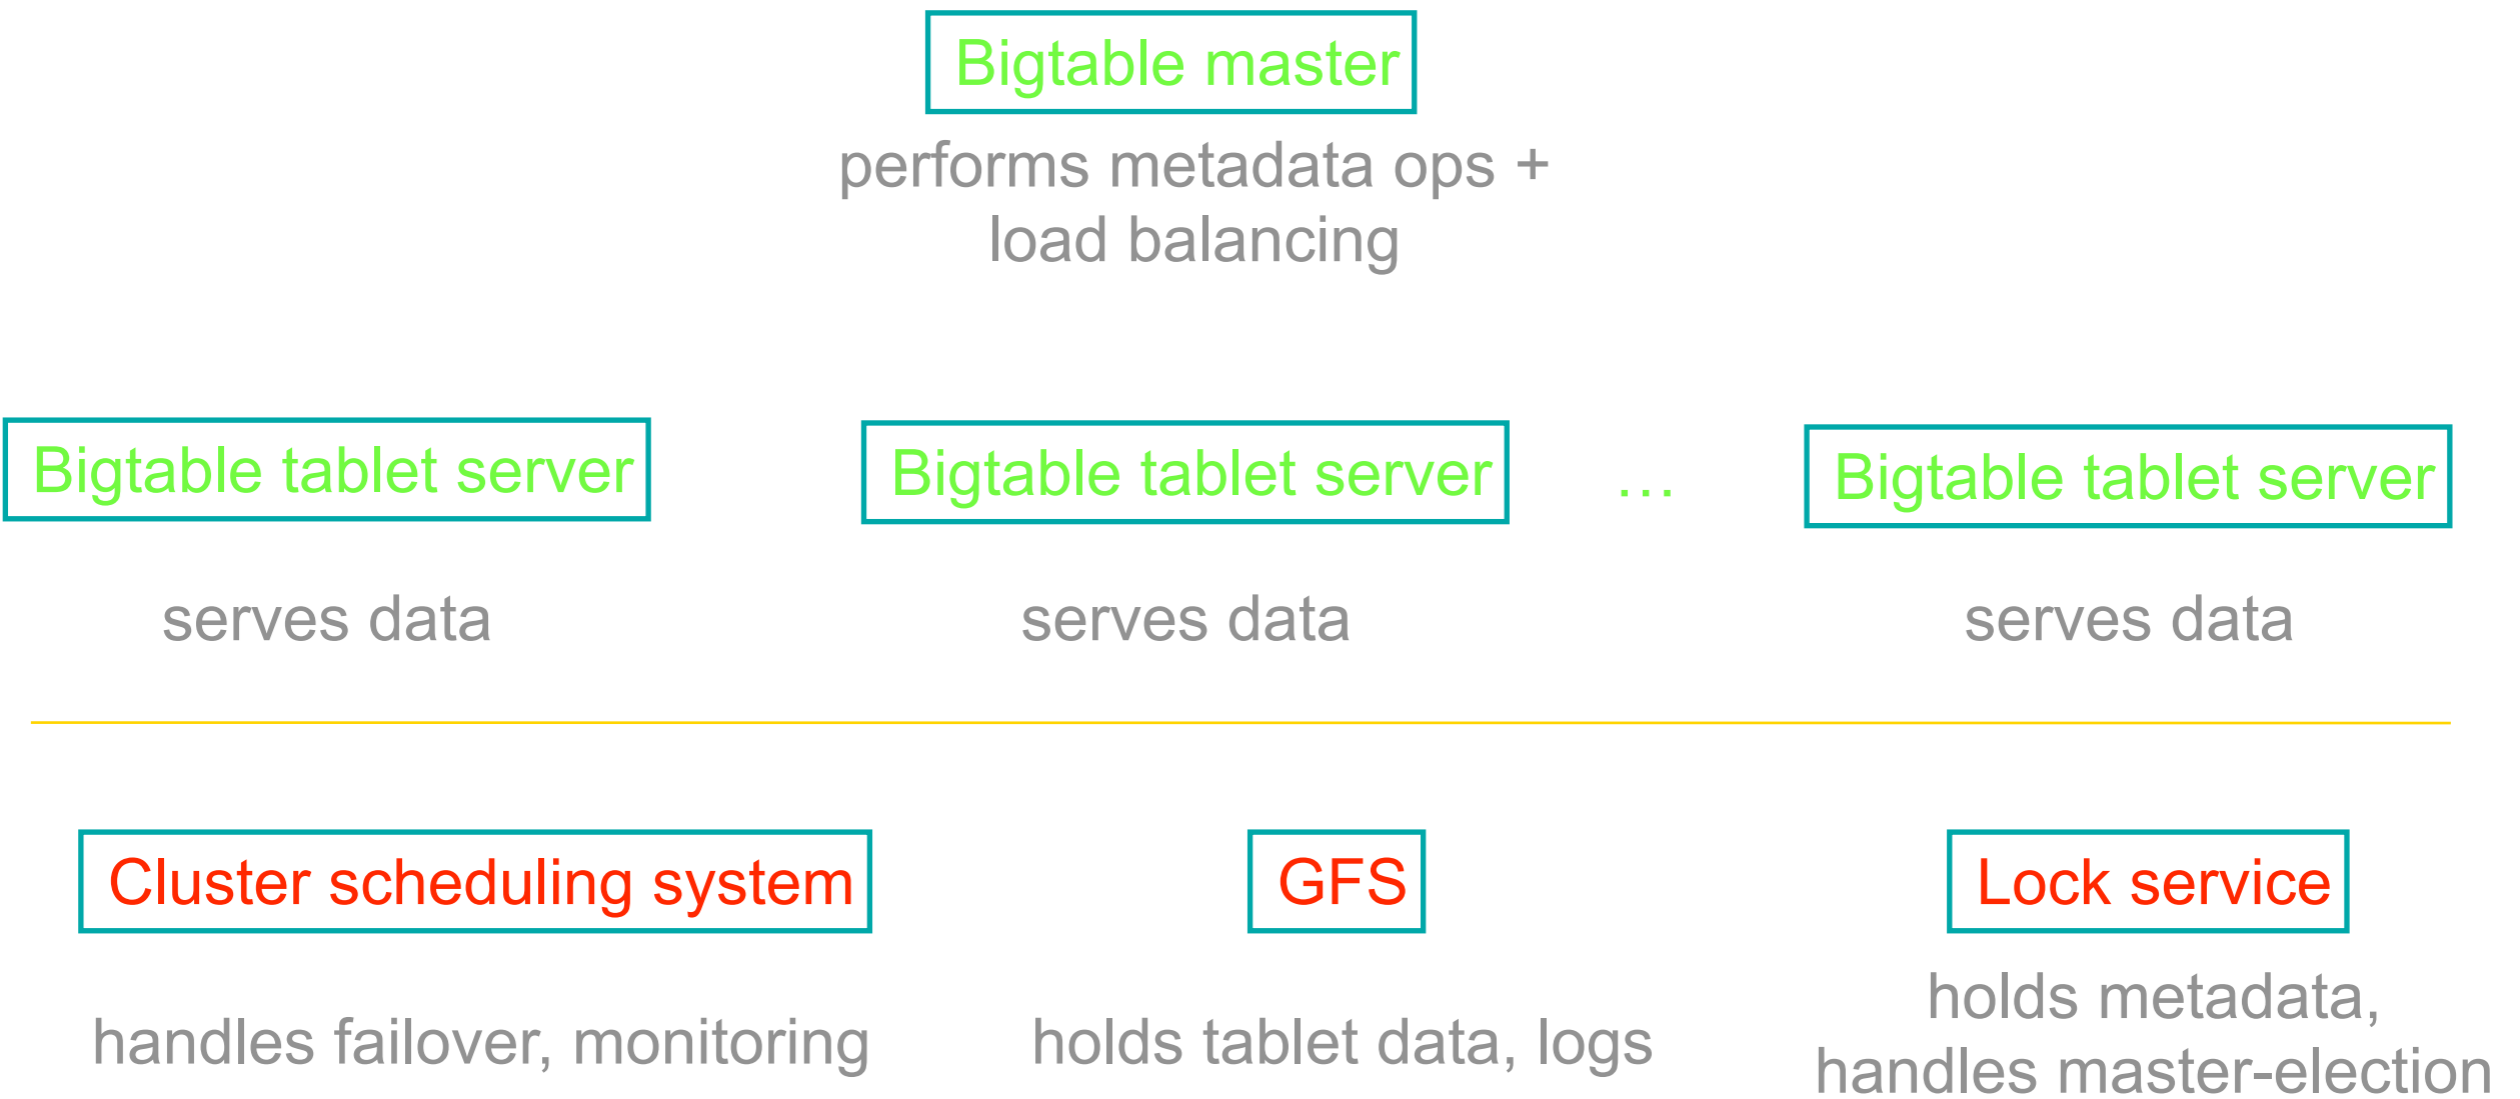 Bigtable master
performs metadata ops +
load balancing
Bigtable tablet server
Bigtable tablet server
…
Bigtable tablet server
serves data
serves data
serves data
Cluster scheduling system
GFS
Lock service
handles failover, monitoring
holds tablet data, logs
holds metadata,
handles master-election